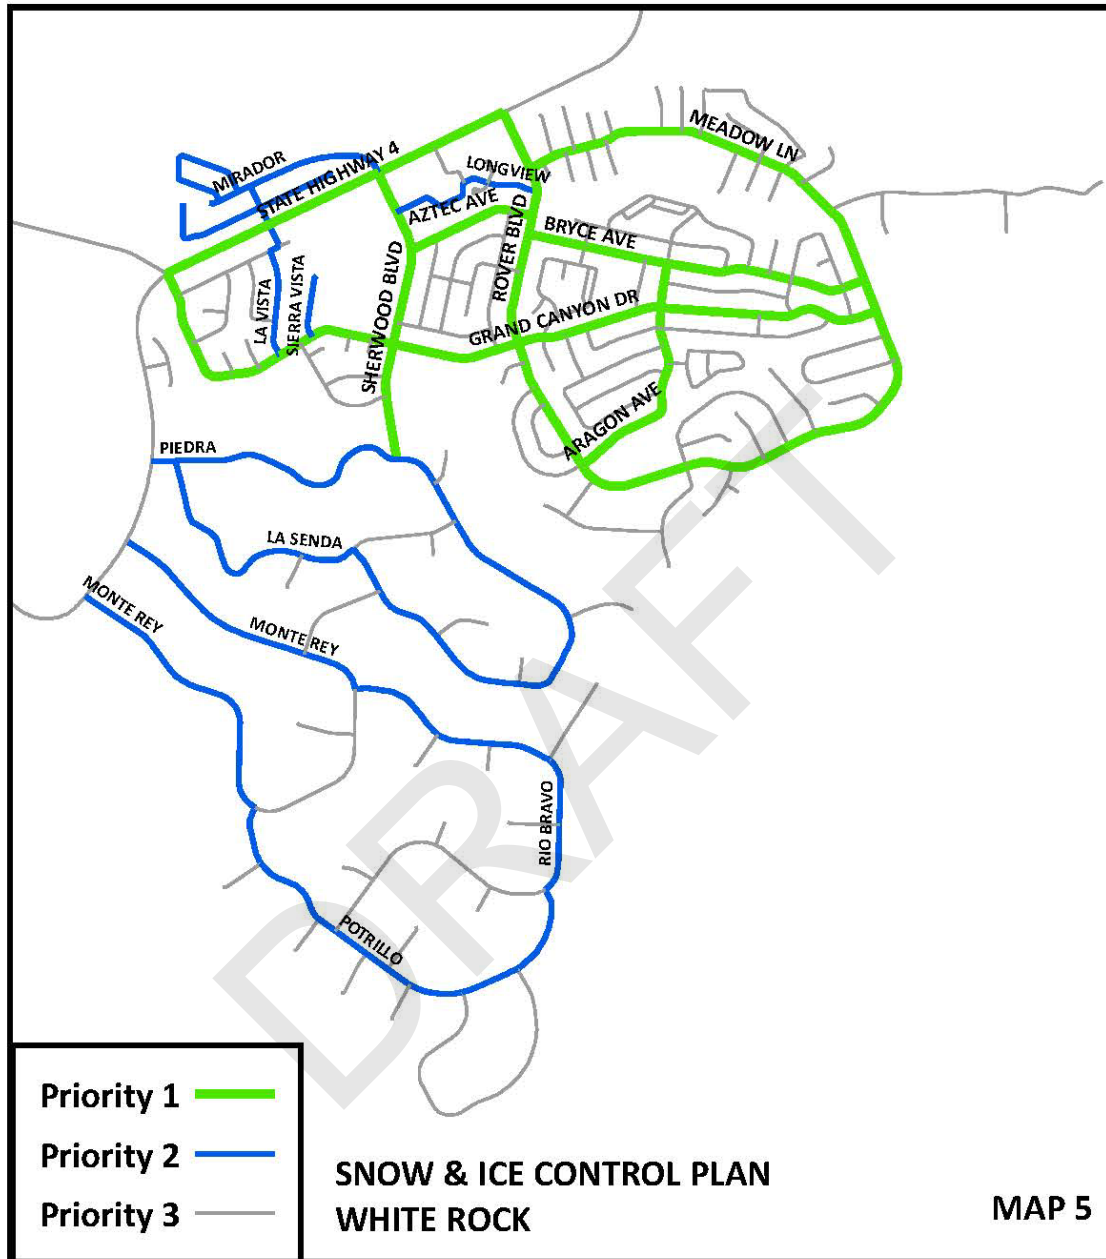 MEADOW LN
MIRADOR
STATE HIGHWAY 4
LONGVIEW
AZTEC AVE
BRYCE AVE
ROVER BLVD
SHERWOOD BLVD
LA VISTA
SIERRA VISTA
GRAND CANYON DR
ARAGON AVE
PIEDRA
LA SENDA
MONTE REY
MONTE REY
RIO BRAVO
POTRILLO
DRAFT
Priority 1
Priority 2
Priority 3
SNOW & ICE CONTROL PLAN
WHITE ROCK
MAP 5